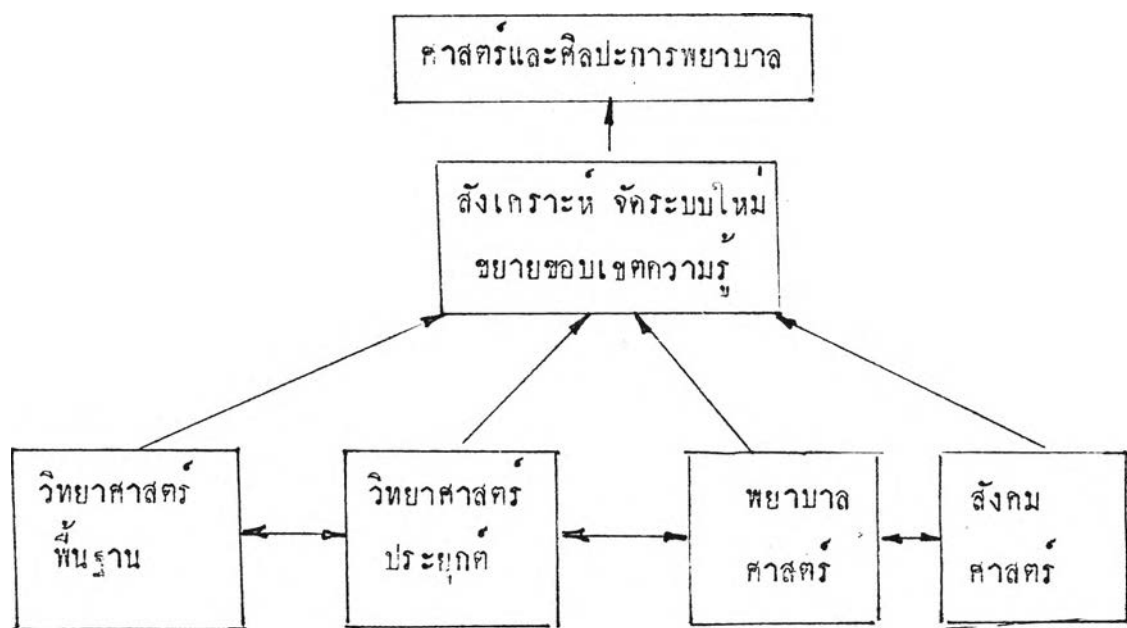 ศาสตร์และศิลปะการพยาบาล
สังเคราะห์ จัดระบบใหม่
ขยายขอบเขตความรู้
วิทยาศาสตร์
พื้นฐาน
วิทยาศาสตร์
ประยุกต์
พยาบาล
ศาสตร์
สังคม
ศาสตร์